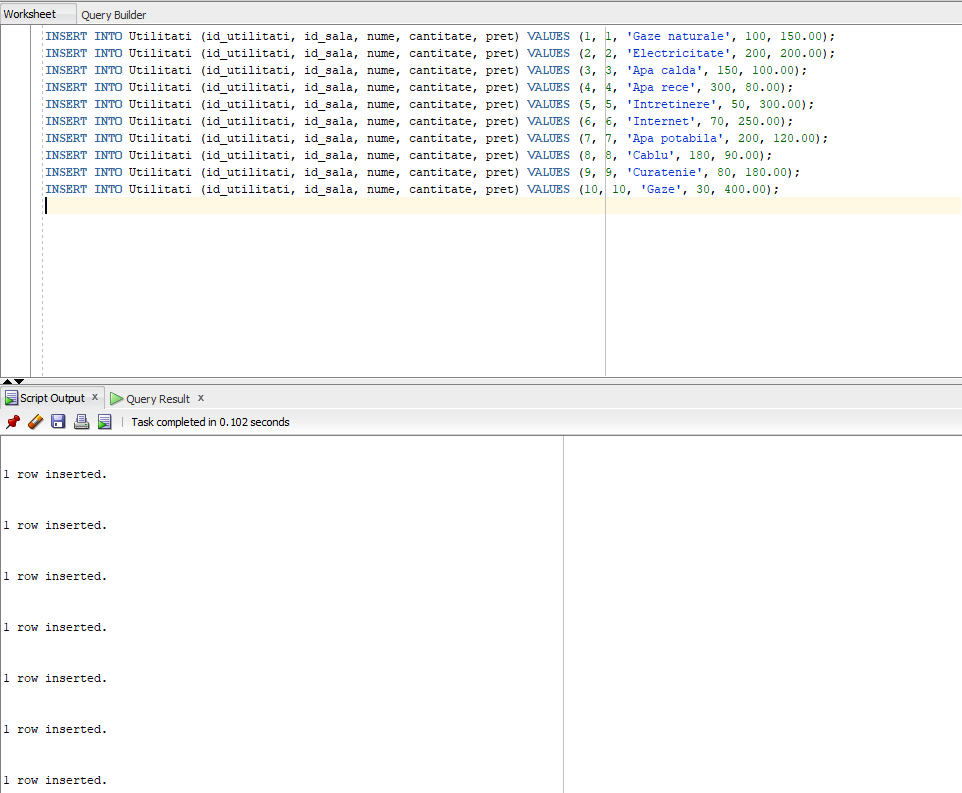 Worksheet Query Builder
INSERT INTO Utilitati (id_utilitati, id_sala, nume, cantitate, pret) VALUES (1, 1, 'Gaze naturale', 100, 150.00);
INSERT INTO Utilitati (id_utilitati, id_sala, nume, cantitate, pret) VALUES (2, 2, 'Electricitate', 200, 200.00);
INSERT INTO Utilitati (id_utilitati, id_sala, nume, cantitate, pret) VALUES (3, 3, 'Apa calda', 150, 100.00);
INSERT INTO Utilitati (id_utilitati, id_sala, nume, cantitate, pret) VALUES (4, 4, 'Apa rece', 300, 80.00);
INSERT INTO Utilitati (id_utilitati, id_sala, nume, cantitate, pret) VALUES (5, 5, 'Intretinere', 50, 300.00);
INSERT INTO Utilitati (id_utilitati, id_sala, nume, cantitate, pret) VALUES (6, 6, 'Internet', 70, 250.00);
INSERT INTO Utilitati (id_utilitati, id_sala, nume, cantitate, pret) VALUES (7, 7, 'Apa potabila', 200, 120.00);
INSERT INTO Utilitati (id_utilitati, id_sala, nume, cantitate, pret) VALUES (8, 8, 'Cablu', 180, 90.00);
INSERT INTO Utilitati (id_utilitati, id_sala, nume, cantitate, pret) VALUES (9, 9, 'Curatenie', 80, 180.00);
INSERT INTO Utilitati (id_utilitati, id_sala, nume, cantitate, pret) VALUES (10, 10, 'Gaze', 30, 400.00);
Script Output x Query Result x
Task completed in 0.102 seconds
1 row inserted.
1 row inserted.
1 row inserted.
1 row inserted.
1 row inserted.
1 row inserted.
1 row inserted.